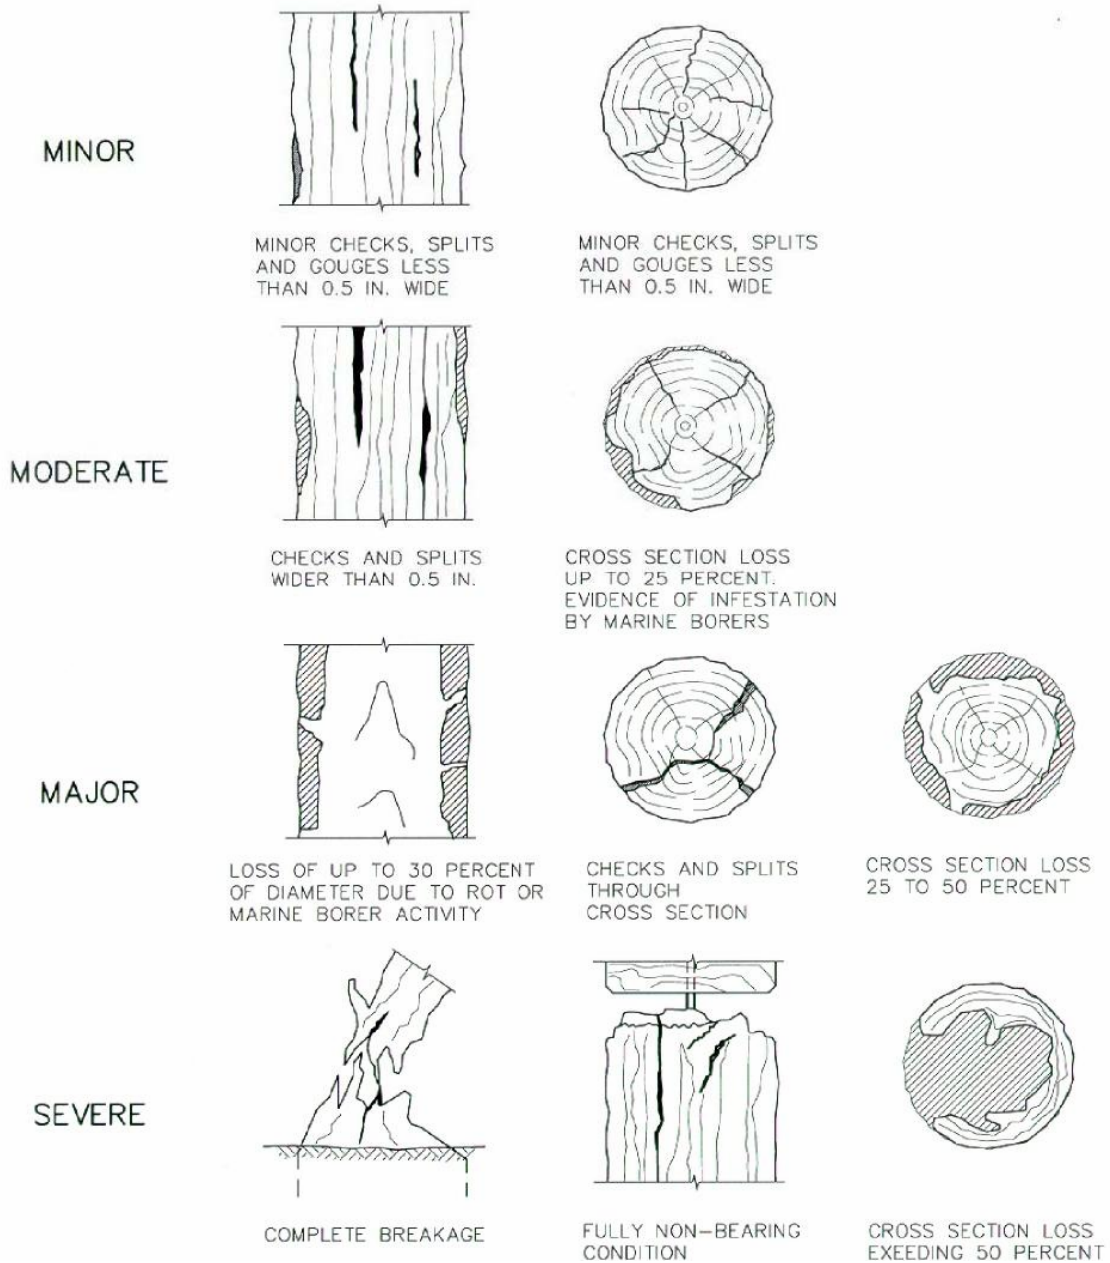 MINOR
MINOR CHECKS, SPLITS
AND GOUGES LESS
THAN 0.5 IN. WIDE
MINOR CHECKS, SPLITS
AND GOUGES LESS
THAN 0.5 IN. WIDE
MODERATE
CHECKS AND SPLITS
WIDER THAN 0.5 IN.
CROSS SECTION LOSS
UP TO 25 PERCENT.
EVIDENCE OF INFESTATION
BY MARINE BORERS
MAJOR
LOSS OF UP TO 30 PERCENT
OF DIAMETER DUE TO ROT OR
MARINE BORER ACTIVITY
CHECKS AND SPLITS
THROUGH
CROSS SECTION
CROSS SECTION LOSS
25 TO 50 PERCENT
SEVERE
COMPLETE BREAKAGE
FULLY NON-BEARING
CONDITION
CROSS SECTION LOSS
EXEEDING 50 PERCENT